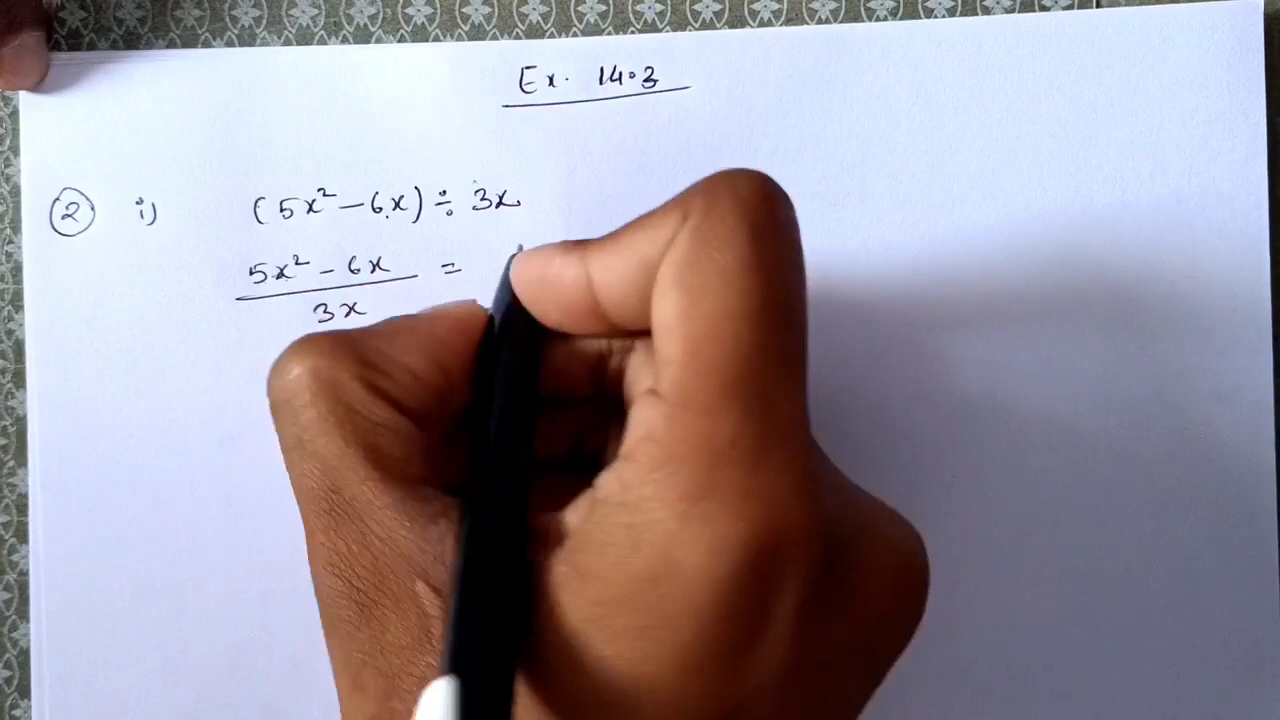 Ex. 14.3
2 i) (5x² - 6x) ÷ 3x
5x² - 6x =
3x